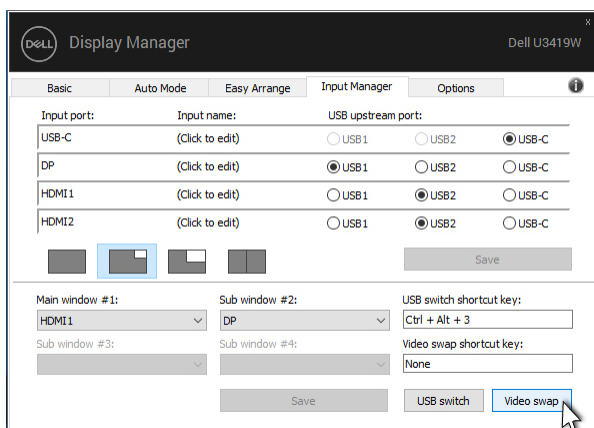 DELL Display Manager Dell U3419W
Basic Auto Mode Easy Arrange Input Manager Options
Input port: Input name: USB upstream port:
USB-C (Click to edit) USB1 USB2 USB-C
DP (Click to edit) USB1 USB2 USB-C
HDMI1 (Click to edit) USB1 USB2 USB-C
HDMI2 (Click to edit) USB1 USB2 USB-C
Save
Main window #1: Sub window #2: USB switch shortcut key:
HDMI1 DP Ctrl + Alt + 3
Sub window #3: Sub window #4: Video swap shortcut key:
None
Save USB switch Video swap